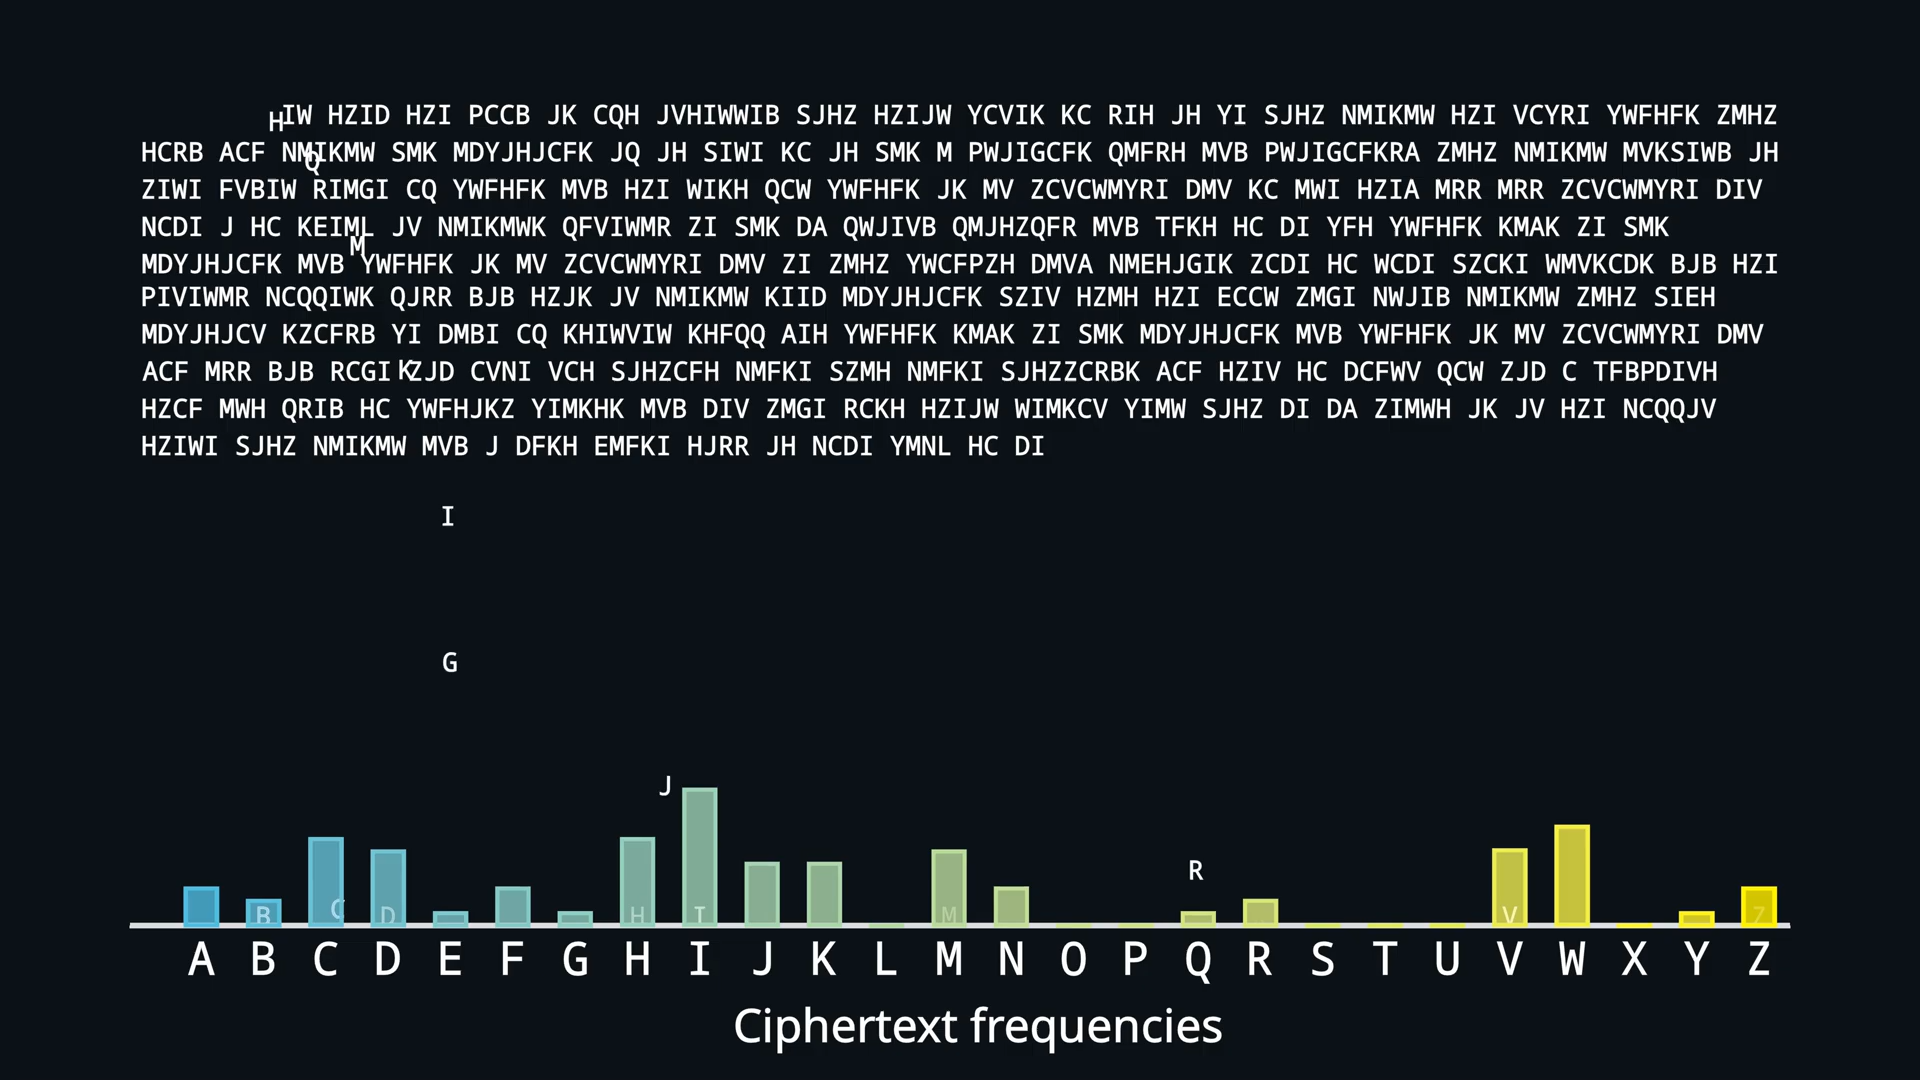 HIW HZID HZI PCCB JK CQH JVHIWWIB SJHZ HZIJW YCVIK KC RIH JH YI SJHZ NMIKMW HZI VCYRI YWFHFK ZMHZ
HCRB ACF NMIKMW SMK MDYJHJCFK JQ JH SIWI KC JH SMK M PWJIGCFK QMFRH MVB PWJIGCFKRA ZMHZ NMIKMW MVKSIWB JH
Q
ZIWI FVBIW RIMGI CQ YWFHFK MVB HZI WIKH QCW YWFHFK JK MV ZCVCWMYRI DMV KC MWI HZIA MRR MRR ZCVCWMYRI DIV
NCDI J HC KEIML JV NMIKMWK QFVIWMR ZI SMK DA QWJIVB QMJHZQFR MVB TFKH HC DI YFH YWFHFK KMAK ZI SMK
M
MDYJHJCFK MVB YWFHFK JK MV ZCVCWMYRI DMV ZI ZMHZ YWCFPZH DMVA NMEHJGIK ZCDI HC WCDI SZCKI WMVKCDK BJB HZI
PIVIWMR NCQQIWK QJRR BJB HZJK JV NMIKMW KIID MDYJHJCFK SZIV HZMH HZI ECCW ZMGI NWJIB NMIKMW ZMHZ SIEH
MDYJHJCV KZCFRB YI DMBI CQ KHIWVIW KHFQQ AIH YWFHFK KMAK ZI SMK MDYJHJCFK MVB YWFHFK JK MV ZCVCWMYRI DMV
ACF MRR BJB RCGI KZJD CVNI VCH SJHZCFH NMFKI SZMH NMFKI SJHZZCRBK ACF HZIV HC DCFWV QCW ZJD C TFBPDIVH
HZCF MWH QRIB HC YWFHJKZ YIMKHK MVB DIV ZMGI RCKH HZIJW WIMKCV YIMW SJHZ DI DA ZIMWH JK JV HZI NCQQJV
HZIWI SJHZ NMIKMW MVB J DFKH EMFKI HJRR JH NCDI YMNL HC DI
I
G
J
R
B C D H I M V Z
A B C D E F G H I J K L M N O P Q R S T U V W X Y Z
Ciphertext frequencies